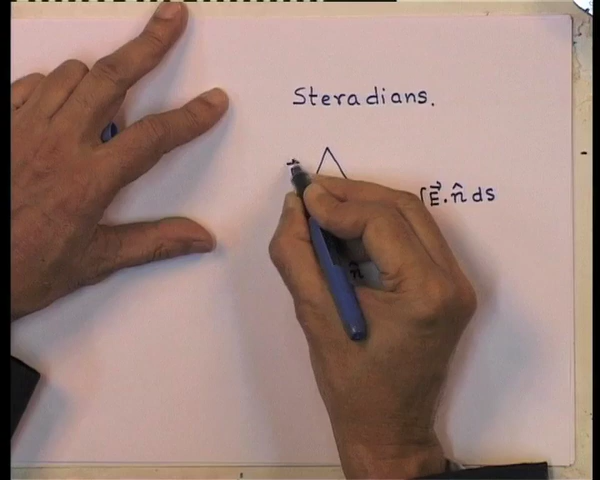 Steradians.
∫E⃗.n̂ ds
n̂